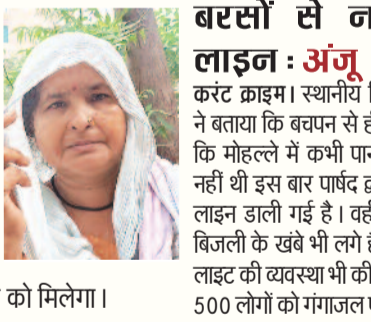 बरसों से
लाइन : अंजू
करंट क्राइम। स्थानीय
ने बताया कि बचपन से
कि मोहल्ले में कभी
नहीं थी इस बार पार्षद
लाइन डाली गई है। वहीं
बिजली के खंबे भी लगे
लाइट की व्यवस्था भी की
500 लोगों को गंगाजल
को मिलेगा।